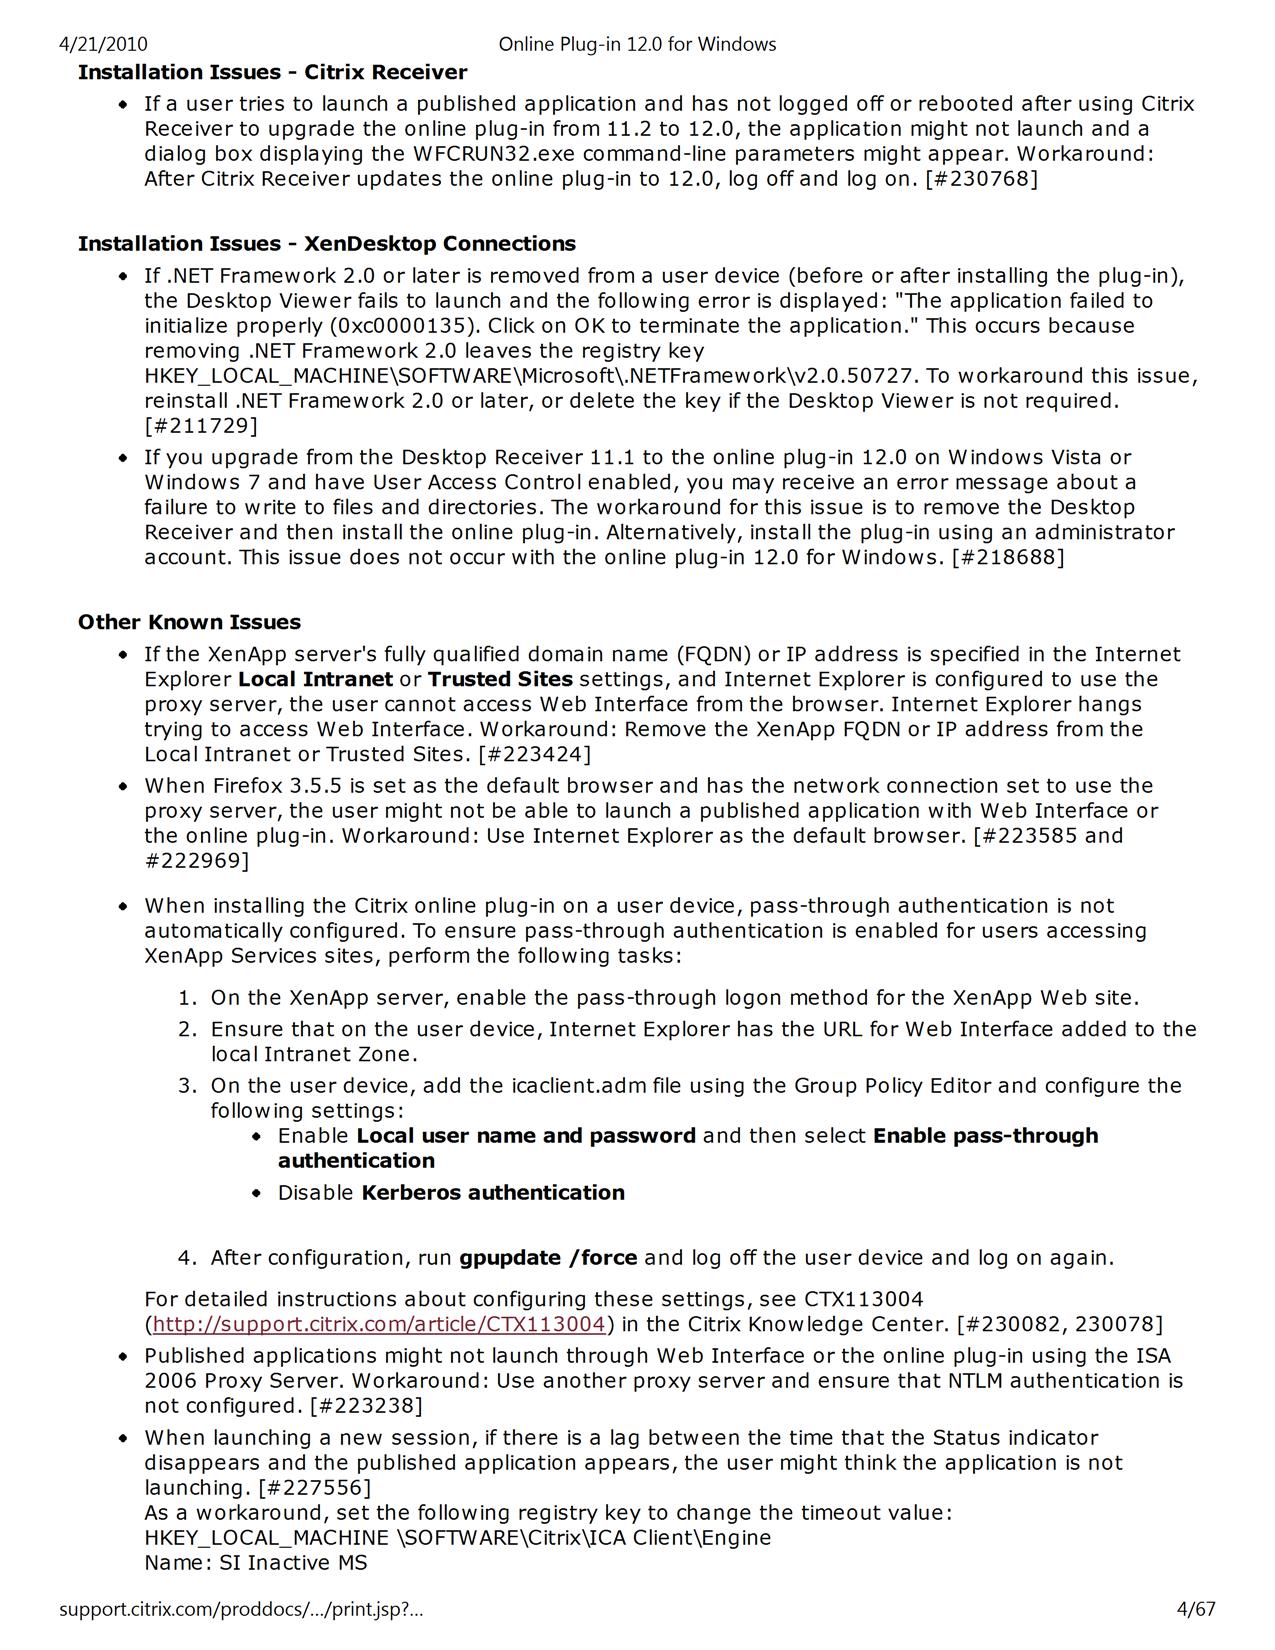 4/21/2010
Online Plug-in 12.0 for Windows
Installation Issues - Citrix Receiver
• If a user tries to launch a published application and has not logged off or rebooted after using Citrix
Receiver to upgrade the online plug-in from 11.2 to 12.0, the application might not launch and a
dialog box displaying the WFCRUN32.exe command-line parameters might appear. Workaround:
After Citrix Receiver updates the online plug-in to 12.0, log off and log on. [#230768]
Installation Issues - XenDesktop Connections
• If .NET Framework 2.0 or later is removed from a user device (before or after installing the plug-in),
the Desktop Viewer fails to launch and the following error is displayed: "The application failed to
initialize properly (0xc0000135). Click on OK to terminate the application." This occurs because
removing .NET Framework 2.0 leaves the registry key
HKEY_LOCAL_MACHINE\SOFTWARE\Microsoft\.NETFramework\v2.0.50727. To workaround this issue,
reinstall .NET Framework 2.0 or later, or delete the key if the Desktop Viewer is not required.
[#211729]
• If you upgrade from the Desktop Receiver 11.1 to the online plug-in 12.0 on Windows Vista or
Windows 7 and have User Access Control enabled, you may receive an error message about a
failure to write to files and directories. The workaround for this issue is to remove the Desktop
Receiver and then install the online plug-in. Alternatively, install the plug-in using an administrator
account. This issue does not occur with the online plug-in 12.0 for Windows. [#218688]
Other Known Issues
• If the XenApp server's fully qualified domain name (FQDN) or IP address is specified in the Internet
Explorer Local Intranet or Trusted Sites settings, and Internet Explorer is configured to use the
proxy server, the user cannot access Web Interface from the browser. Internet Explorer hangs
trying to access Web Interface. Workaround: Remove the XenApp FQDN or IP address from the
Local Intranet or Trusted Sites. [#223424]
• When Firefox 3.5.5 is set as the default browser and has the network connection set to use the
proxy server, the user might not be able to launch a published application with Web Interface or
the online plug-in. Workaround: Use Internet Explorer as the default browser. [#223585 and
#222969]
• When installing the Citrix online plug-in on a user device, pass-through authentication is not
automatically configured. To ensure pass-through authentication is enabled for users accessing
XenApp Services sites, perform the following tasks:
1. On the XenApp server, enable the pass-through logon method for the XenApp Web site.
2. Ensure that on the user device, Internet Explorer has the URL for Web Interface added to the
local Intranet Zone.
3. On the user device, add the icaclient.adm file using the Group Policy Editor and configure the
following settings:
• Enable Local user name and password and then select Enable pass-through
authentication
• Disable Kerberos authentication
4. After configuration, run gpupdate /force and log off the user device and log on again.
For detailed instructions about configuring these settings, see CTX113004
(http://support.citrix.com/article/CTX113004) in the Citrix Knowledge Center. [#230082, 230078]
• Published applications might not launch through Web Interface or the online plug-in using the ISA
2006 Proxy Server. Workaround: Use another proxy server and ensure that NTLM authentication is
not configured. [#223238]
• When launching a new session, if there is a lag between the time that the Status indicator
disappears and the published application appears, the user might think the application is not
launching. [#227556]
As a workaround, set the following registry key to change the timeout value:
HKEY_LOCAL_MACHINE \SOFTWARE\Citrix\ICA Client\Engine
Name: SI Inactive MS
support.citrix.com/proddocs/.../print.jsp?...
4/67